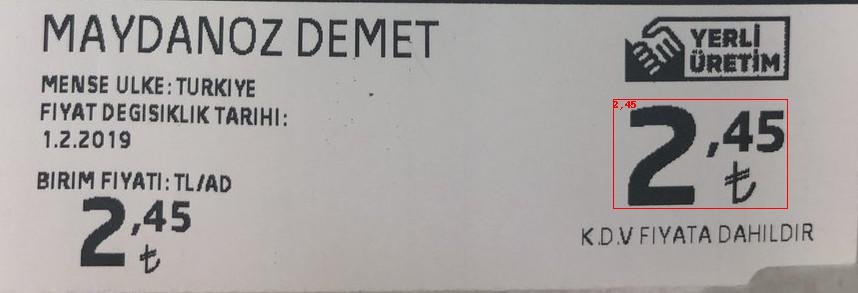 MAYDANOZ DEMET
YERLİ
ÜRETİM
MENSE ULKE: TURKIYE
FIYAT DEGISIKLIK TARIHI:
1.2.2019
2,45
2,45
₺
BIRIM FIYATI: TL/AD
2,45
₺
K.D.V FIYATA DAHILDIR